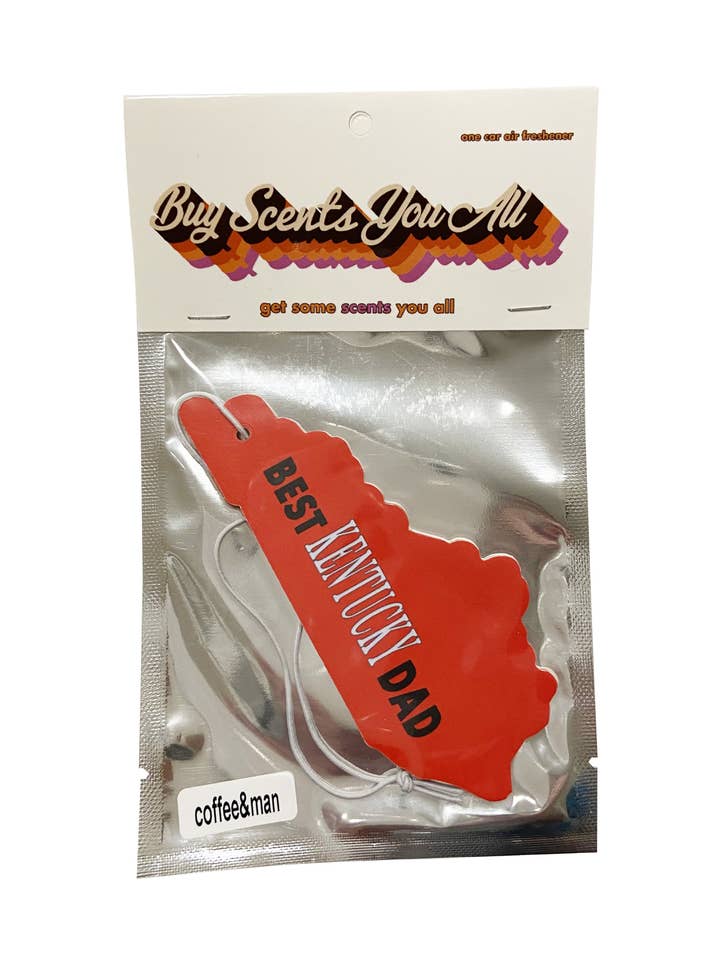 one car air freshener
Buy Scents You All
get some scents you all
BEST KENTUCKY DAD
coffee&man